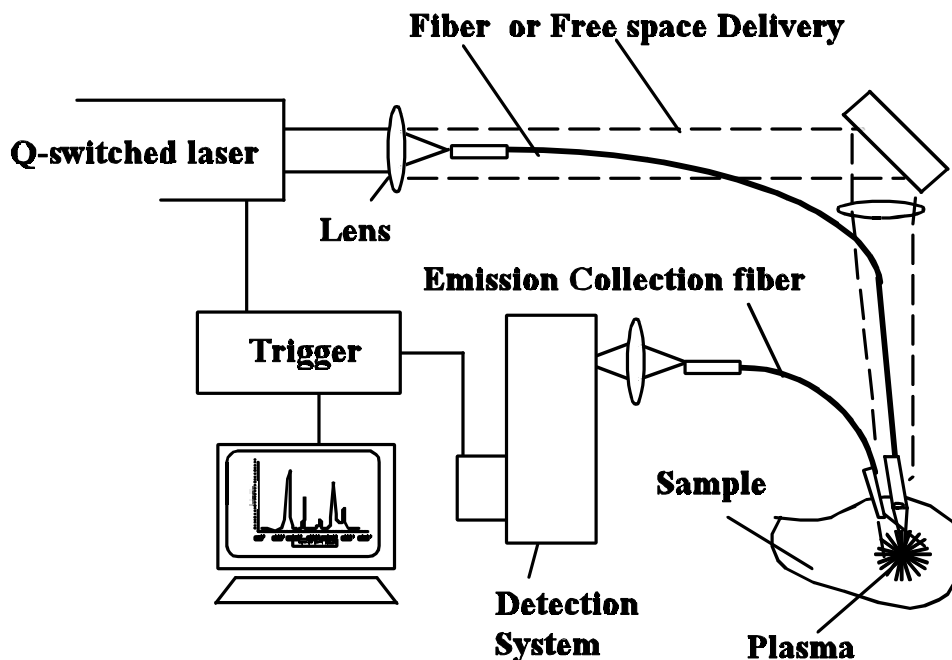 Fiber or Free space Delivery
Q-switched laser
Lens
Emission Collection fiber
Trigger
Sample
Detection
System
Plasma